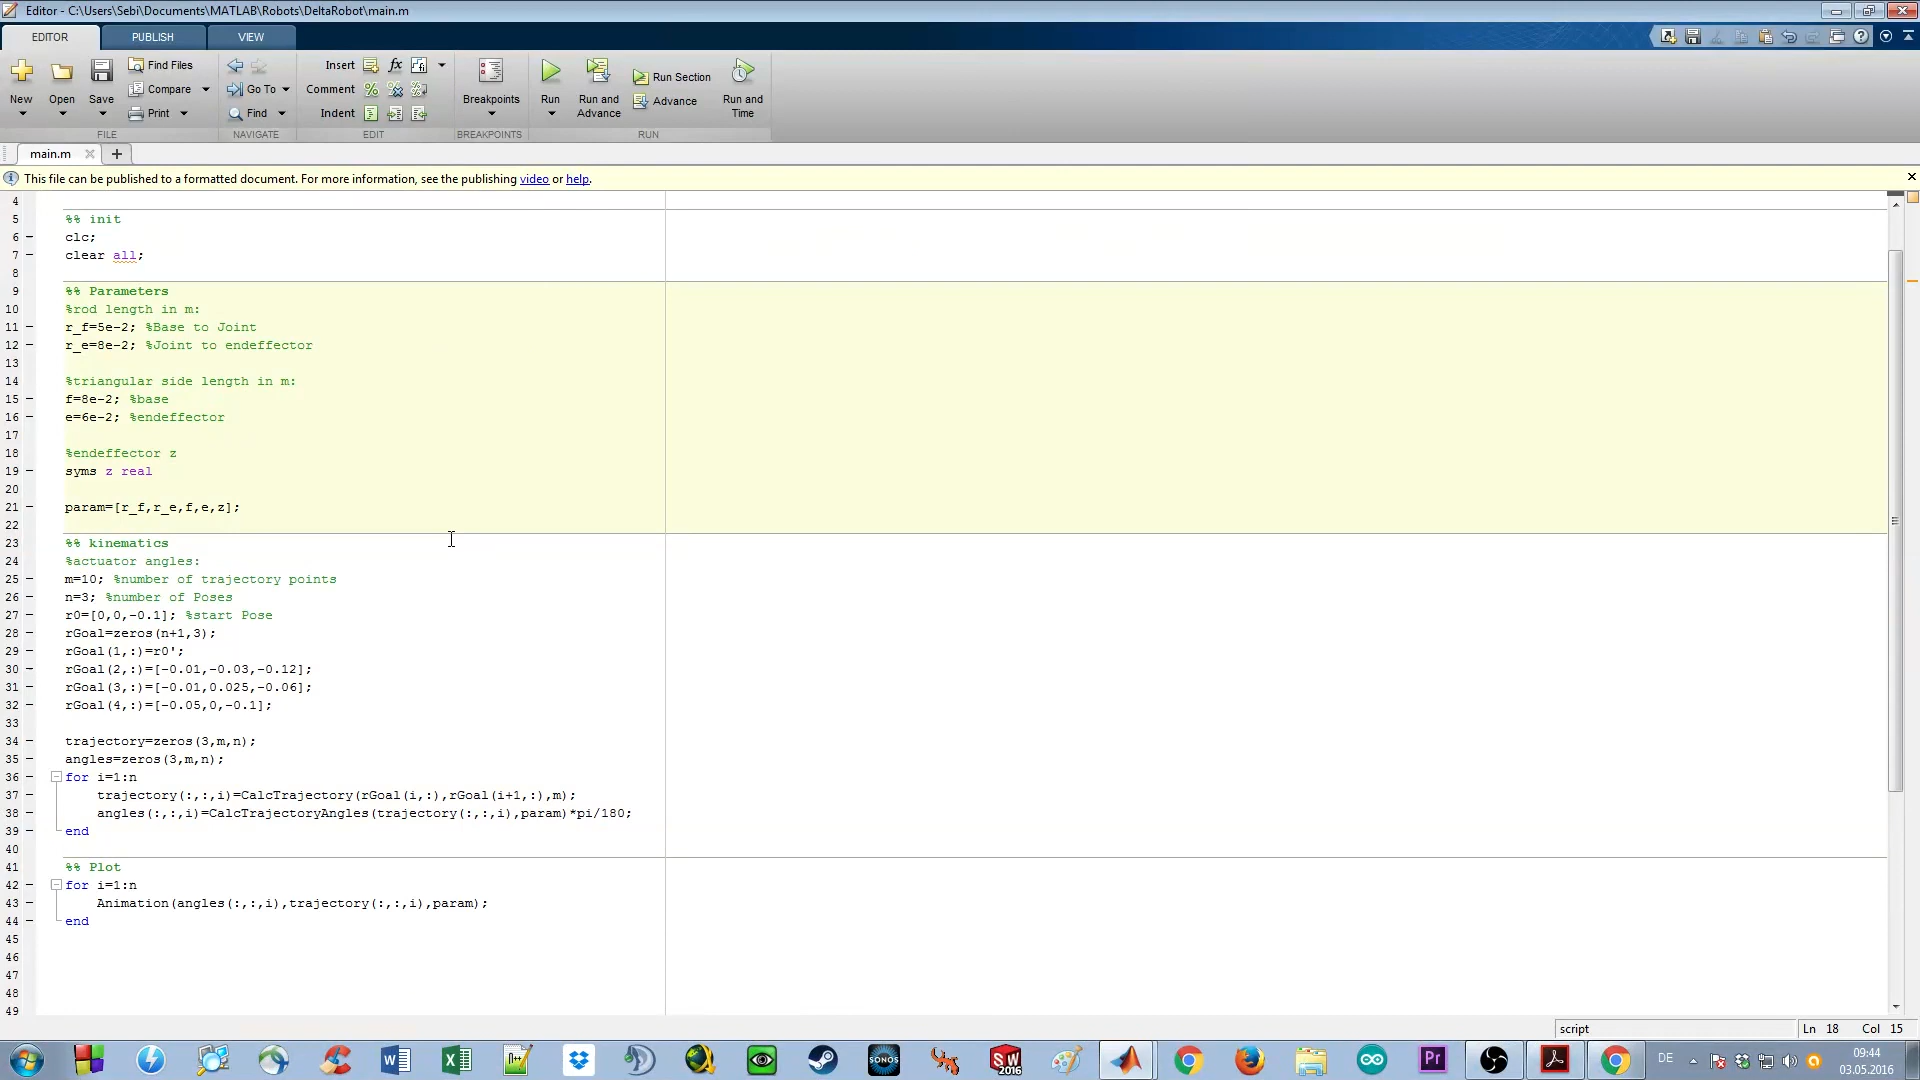 Editor - C:\Users\Sebi\Documents\MATLAB\Robots\DeltaRobot\main.m
EDITOR PUBLISH VIEW
New Open Save
Find Files
Compare
Print
FILE
Go To
Find
NAVIGATE
Insert fx
Comment
Indent
EDIT
Breakpoints
BREAKPOINTS
Run
Run and Advance
Run Section
Advance
Run and Time
RUN
main.m
This file can be published to a formatted document. For more information, see the publishing video or help.
4
5 %% init
6 clc;
7 clear all;
8
9 %% Parameters
10 %rod length in m:
11 r_f=5e-2; %Base to Joint
12 r_e=8e-2; %Joint to endeffector
13
14 %triangular side length in m:
15 f=8e-2; %base
16 e=6e-2; %endeffector
17
18 %endeffector z
19 syms z real
20
21 param=[r_f,r_e,f,e,z];
22
23 %% kinematics
24 %actuator angles:
25 m=10; %number of trajectory points
26 n=3; %number of Poses
27 r0=[0,0,-0.1]; %start Pose
28 rGoal=zeros(n+1,3);
29 rGoal(1,:)=r0';
30 rGoal(2,:)=[-0.01,-0.03,-0.12];
31 rGoal(3,:)=[-0.01,0.025,-0.06];
32 rGoal(4,:)=[-0.05,0,-0.1];
33
34 trajectory=zeros(3,m,n);
35 angles=zeros(3,m,n);
36 for i=1:n
37 trajectory(:,:,i)=CalcTrajectory(rGoal(i,:),rGoal(i+1,:),m);
38 angles(:,:,i)=CalcTrajectoryAngles(trajectory(:,:,i),param)*pi/180;
39 end
40
41 %% Plot
42 for i=1:n
43 Animation(angles(:,:,i),trajectory(:,:,i),param);
44 end
45
46
47
48
49
script Ln 18 Col 15
SONOS
SW 2016
Pr
DE
09:44
03.05.2016